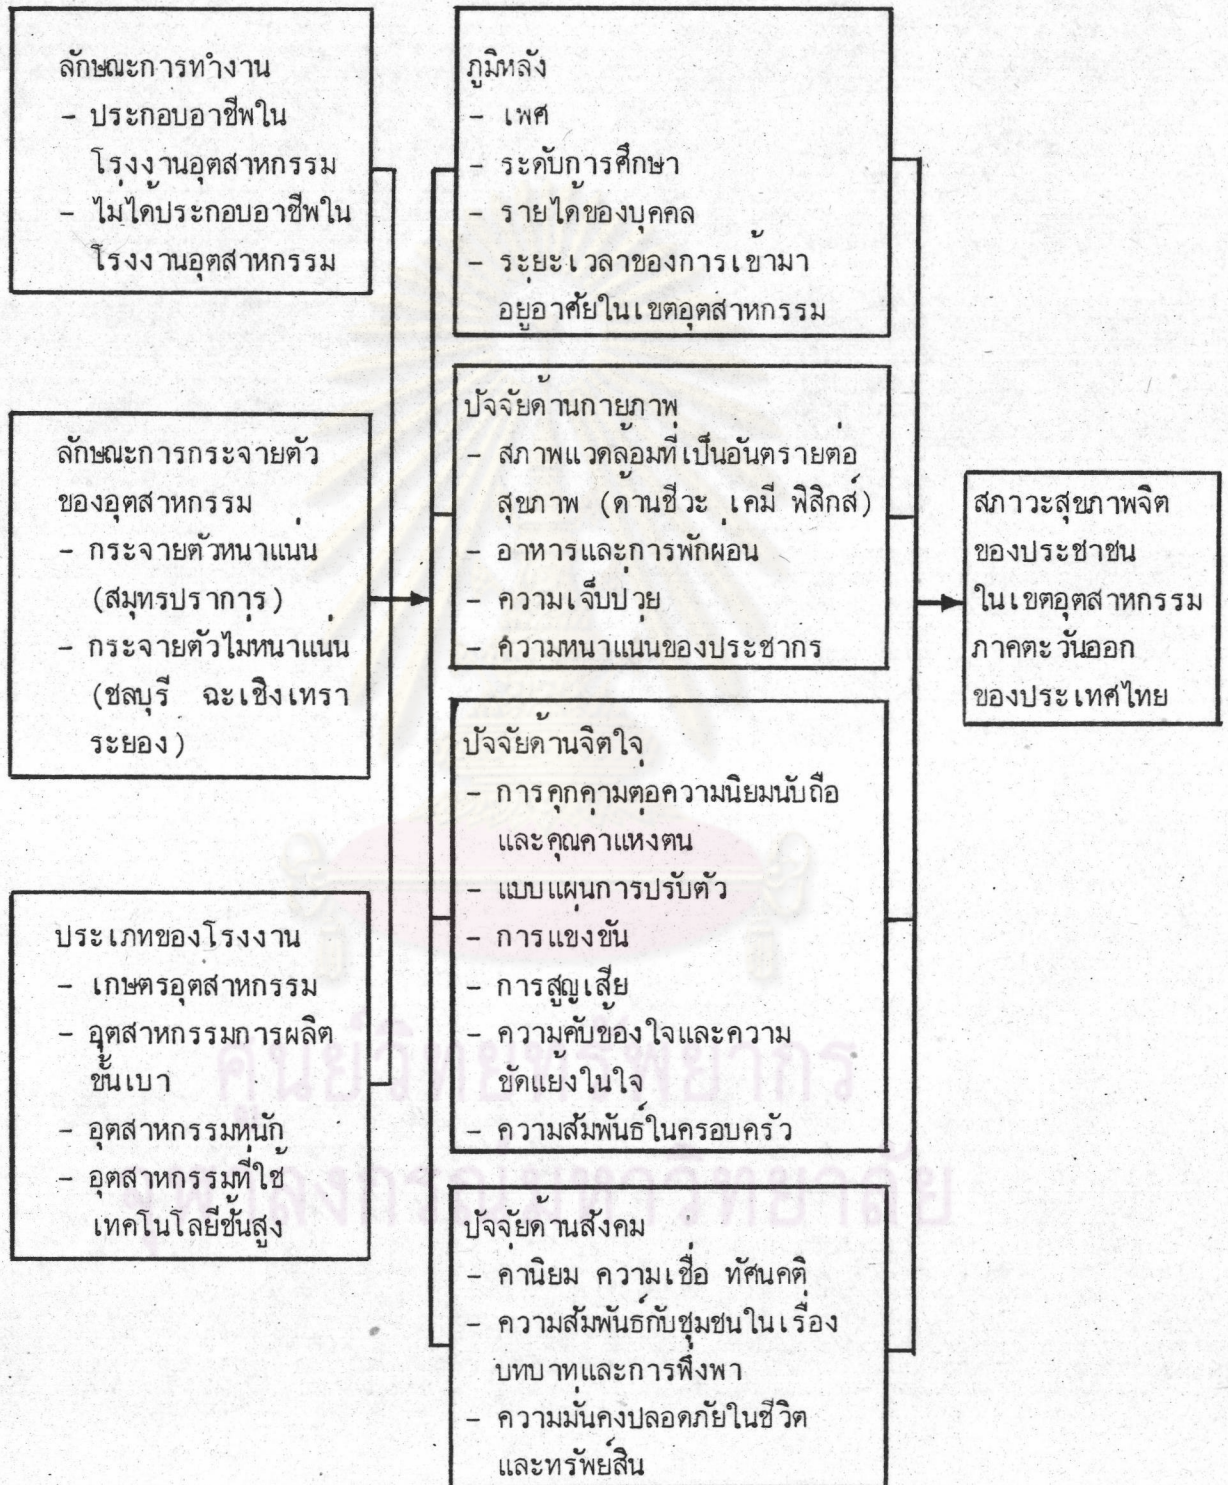 ลักษณะการทำงาน
- ประกอบอาชีพใน
โรงงานอุตสาหกรรม
- ไม่ได้ประกอบอาชีพใน
โรงงานอุตสาหกรรม
ลักษณะการกระจายตัว
ของอุตสาหกรรม
- กระจายตัวหนาแน่น
(สมุทรปราการ)
- กระจายตัวไม่หนาแน่น
(ชลบุรี ฉะเชิงเทรา
ระยอง)
ประเภทของโรงงาน
- เกษตรอุตสาหกรรม
- อุตสาหกรรมการผลิต
ขั้นเบา
- อุตสาหกรรมหนัก
- อุตสาหกรรมที่ใช้
เทคโนโลยีขั้นสูง
ภูมิหลัง
- เพศ
- ระดับการศึกษา
- รายได้ของบุคคล
- ระยะเวลาของการเข้ามา
อยู่อาศัยในเขตอุตสาหกรรม
ปัจจัยด้านกายภาพ
- สภาพแวดล้อมที่เป็นอันตรายต่อ
สุขภาพ (ด้านชีวะ เคมี ฟิสิกส์)
- อาหารและการพักผ่อน
- ความเจ็บป่วย
- ความหนาแน่นของประชากร
ปัจจัยด้านจิตใจ
- การคุกคามต่อความนิยมนับถือ
และคุณค่าแห่งตน
- แบบแผนการปรับตัว
- การแข่งขัน
- การสูญเสีย
- ความคับข้องใจและความ
ขัดแย้งในใจ
- ความสัมพันธ์ในครอบครัว
ปัจจัยด้านสังคม
- ค่านิยม ความเชื่อ ทัศนคติ
- ความสัมพันธ์กับชุมชนในเรื่อง
บทบาทและการพึ่งพา
- ความมั่นคงปลอดภัยในชีวิต
และทรัพย์สิน
สภาวะสุขภาพจิต
ของประชาชน
ในเขตอุตสาหกรรม
ภาคตะวันออก
ของประเทศไทย
ศูนย์วิทยทรัพยากร
จุฬาลงกรณ์มหาวิทยาลัย